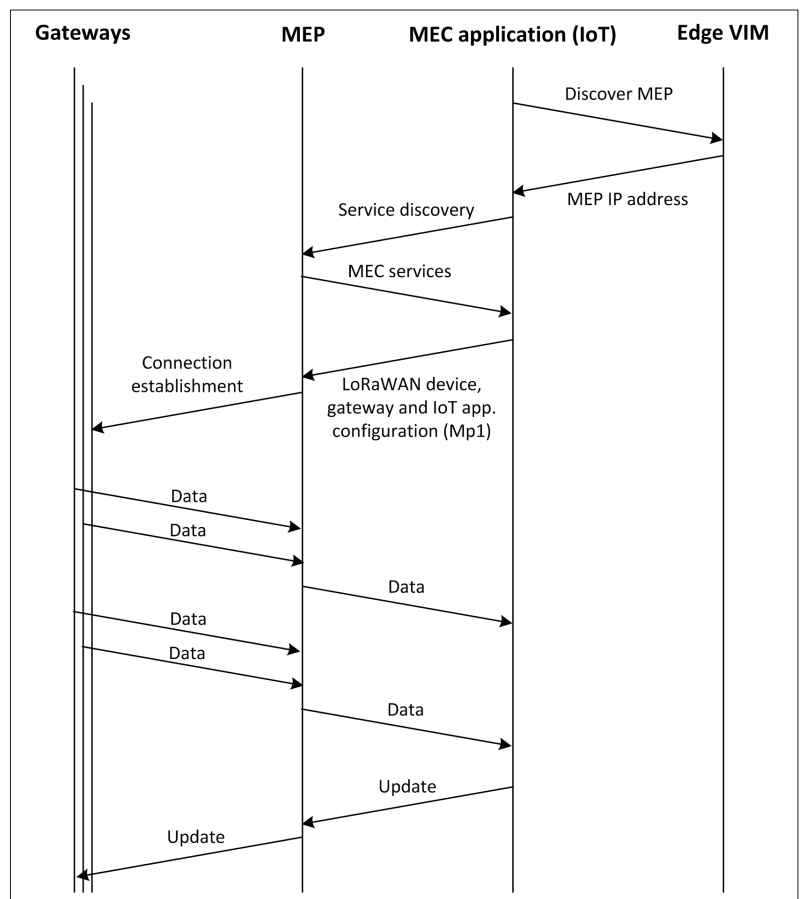 Gateways MEP MEC application (IoT) Edge VIM
Discover MEP
MEP IP address
Service discovery
MEC services
Connection
establishment
LoRaWAN device,
gateway and IoT app.
configuration (Mp1)
Data
Data
Data
Data
Data
Data
Update
Update